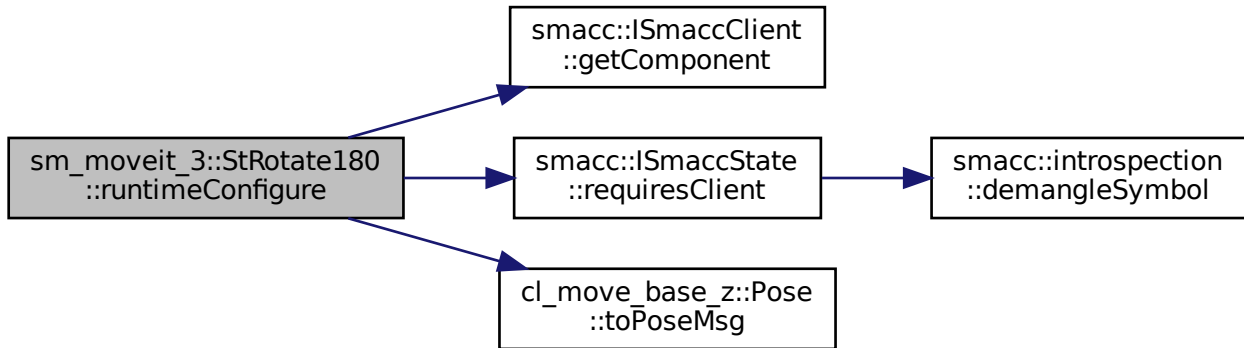 smacc::ISmaccClient
::getComponent
sm_moveit_3::StRotate180
::runtimeConfigure
smacc::ISmaccState
::requiresClient
smacc::introspection
::demangleSymbol
cl_move_base_z::Pose
::toPoseMsg